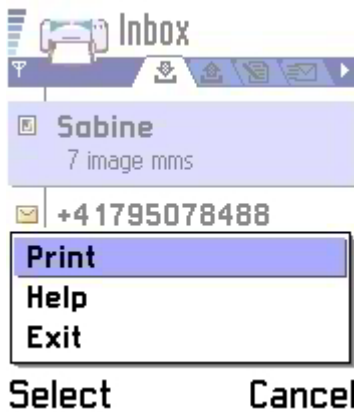 Inbox
Sabine
7 image mms
+41795078488
Print
Help
Exit
Select Cancel